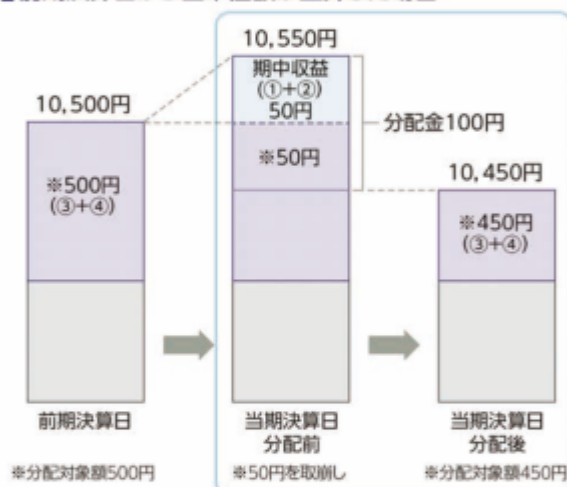 10,550円
期中収益
(①+②)
50円
10,500円
分配金100円
※50円
10,450円
※500円
(③+④)
※450円
(③+④)
前期決算日
当期決算日
分配前
当期決算日
分配後
※分配対象額500円
※50円を取崩し
※分配対象額450円